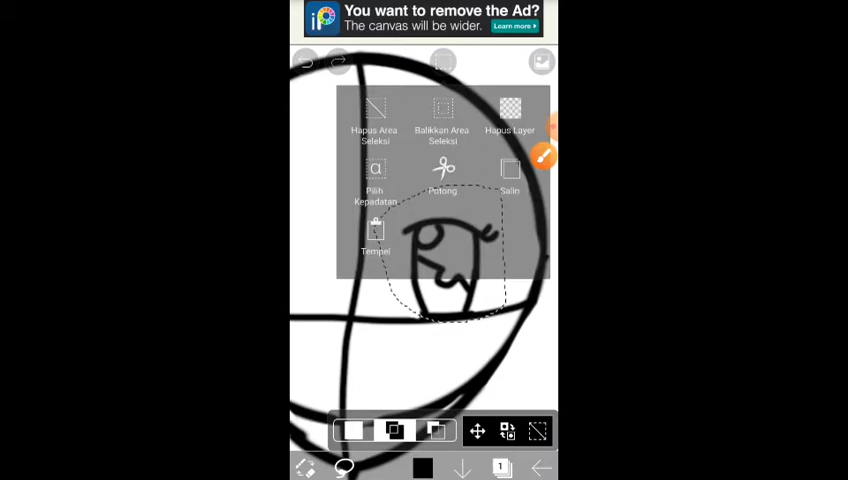 You want to remove the Ad?
The canvas will be wider.
Learn more
Hapus Area
Seleksi
Balikkan Area
Seleksi
Hapus Layer
α
Pilih
Kepadatan
Potong
Salin
Tempel
1